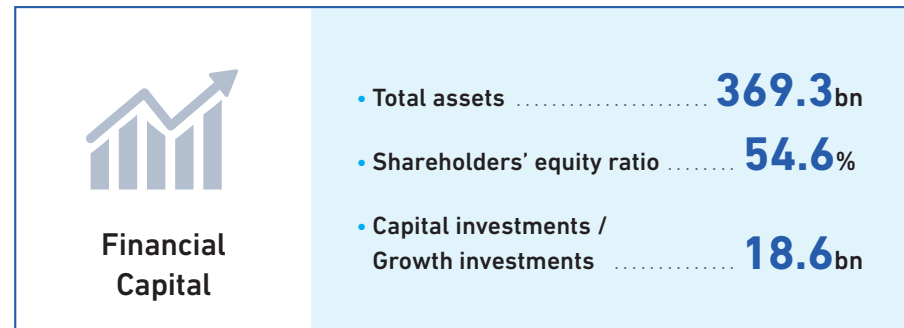 Financial
Capital
• Total assets ...................... 369.3bn
• Shareholders’ equity ratio ........ 54.6%
• Capital investments /
Growth investments .............. 18.6bn